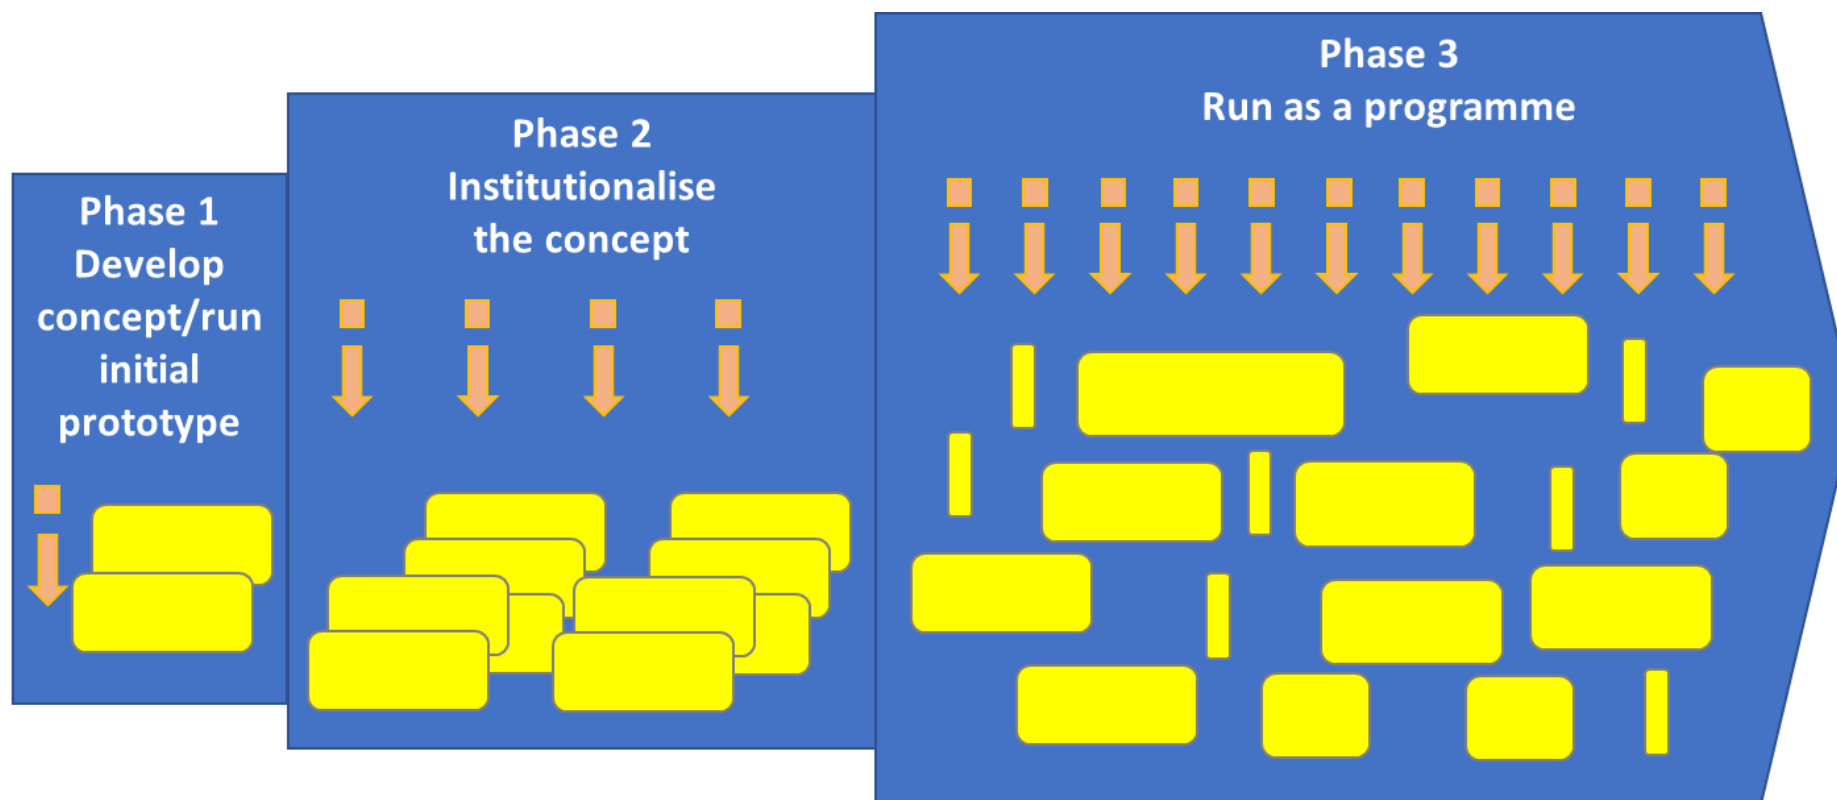 Phase 1
Develop
concept/run
initial
prototype
Phase 2
Institutionalise
the concept
Phase 3
Run as a programme